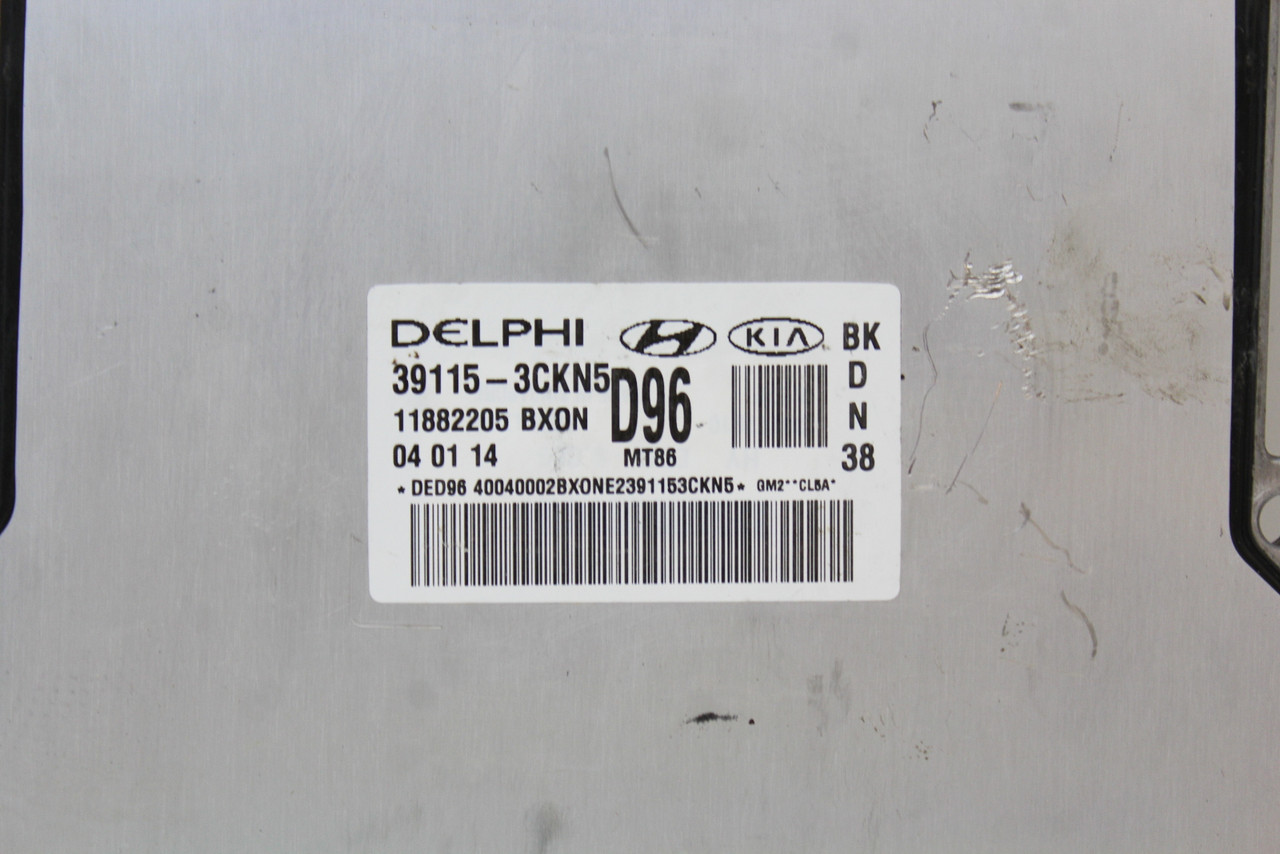 DELPHI KIA BK
39115-3CKN5 D96 D
11882205 BXON N
04 01 14 MT86 38
*DED96 40040002BXONE2391153CKN5* GM2**CL5A*